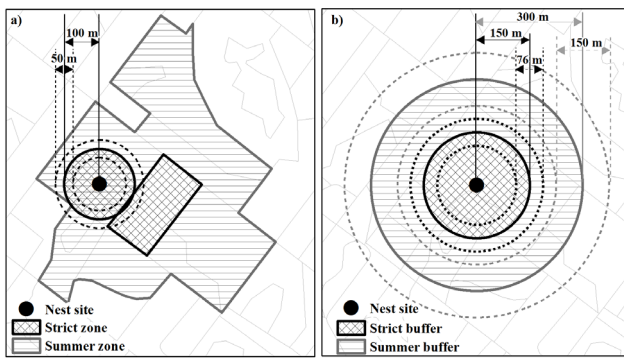 a)
100 m
50 m
Nest site
Strict zone
Summer zone
b)
300 m
150 m
150 m
76 m
Nest site
Strict buffer
Summer buffer